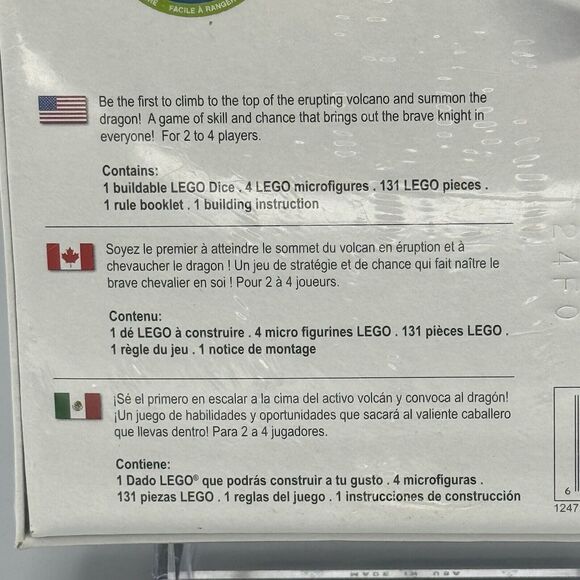 RE - FACILE À RANGER
Be the first to climb to the top of the erupting volcano and summon the
dragon! A game of skill and chance that brings out the brave knight in
everyone! For 2 to 4 players.
Contains:
1 buildable LEGO Dice . 4 LEGO microfigures . 131 LEGO pieces .
1 rule booklet . 1 building instruction
Soyez le premier à atteindre le sommet du volcan en éruption et à
chevaucher le dragon ! Un jeu de stratégie et de chance qui fait naître le
brave chevalier en soi ! Pour 2 à 4 joueurs.
Contenu:
1 dé LEGO à construire . 4 micro figurines LEGO . 131 pièces LEGO .
1 règle du jeu . 1 notice de montage
¡Sé el primero en escalar a la cima del activo volcán y convoca al dragón!
¡Un juego de habilidades y oportunidades que sacará al valiente caballero
que llevas dentro! Para 2 a 4 jugadores.
Contiene:
1 Dado LEGO® que podrás construir a tu gusto . 4 microfiguras .
131 piezas LEGO . 1 reglas del juego . 1 instrucciones de construcción
24F0
6
1247